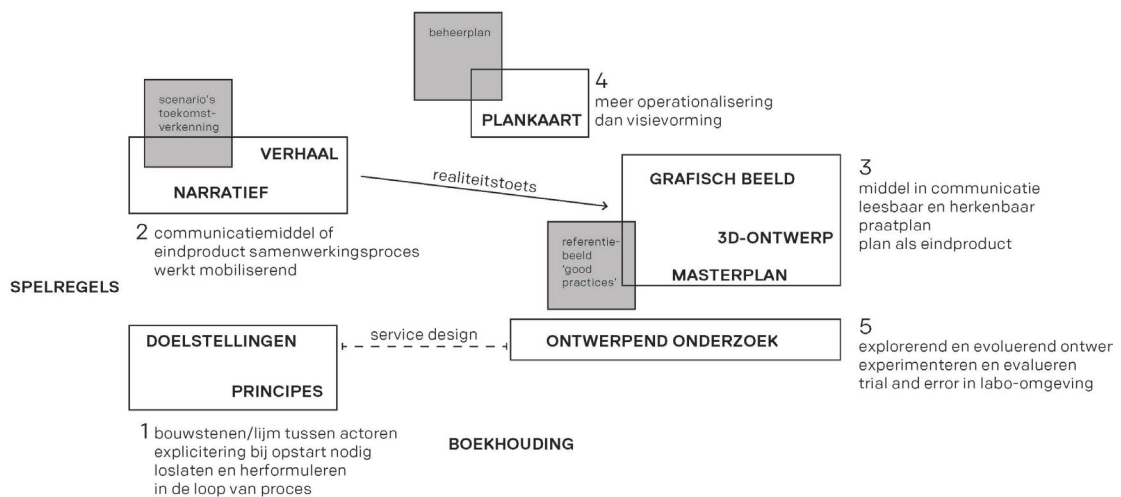 beheerplan
PLANKAART
4
meer operationalisering
dan visievorming
scenario's
toekomst-
verkenning
VERHAAL
NARRATIEF
2 communicatiemiddel of
eindproduct samenwerkingsproces
werkt mobiliserend
realiteitstoets
GRAFISCH BEELD
3D-ONTWERP
MASTERPLAN
referentie-
beeld
'good
practices'
3
middel in communicatie
leesbaar en herkenbaar
praatplan
plan als eindproduct
SPELREGELS
DOELSTELLINGEN
PRINCIPES
service design
ONTWERPEND ONDERZOEK
5
explorerend en evoluerend ontwer
experimenteren en evalueren
trial and error in labo-omgeving
1 bouwstenen/lijm tussen actoren
explicitering bij opstart nodig
loslaten en herformuleren
in de loop van proces
BOEKHOUDING